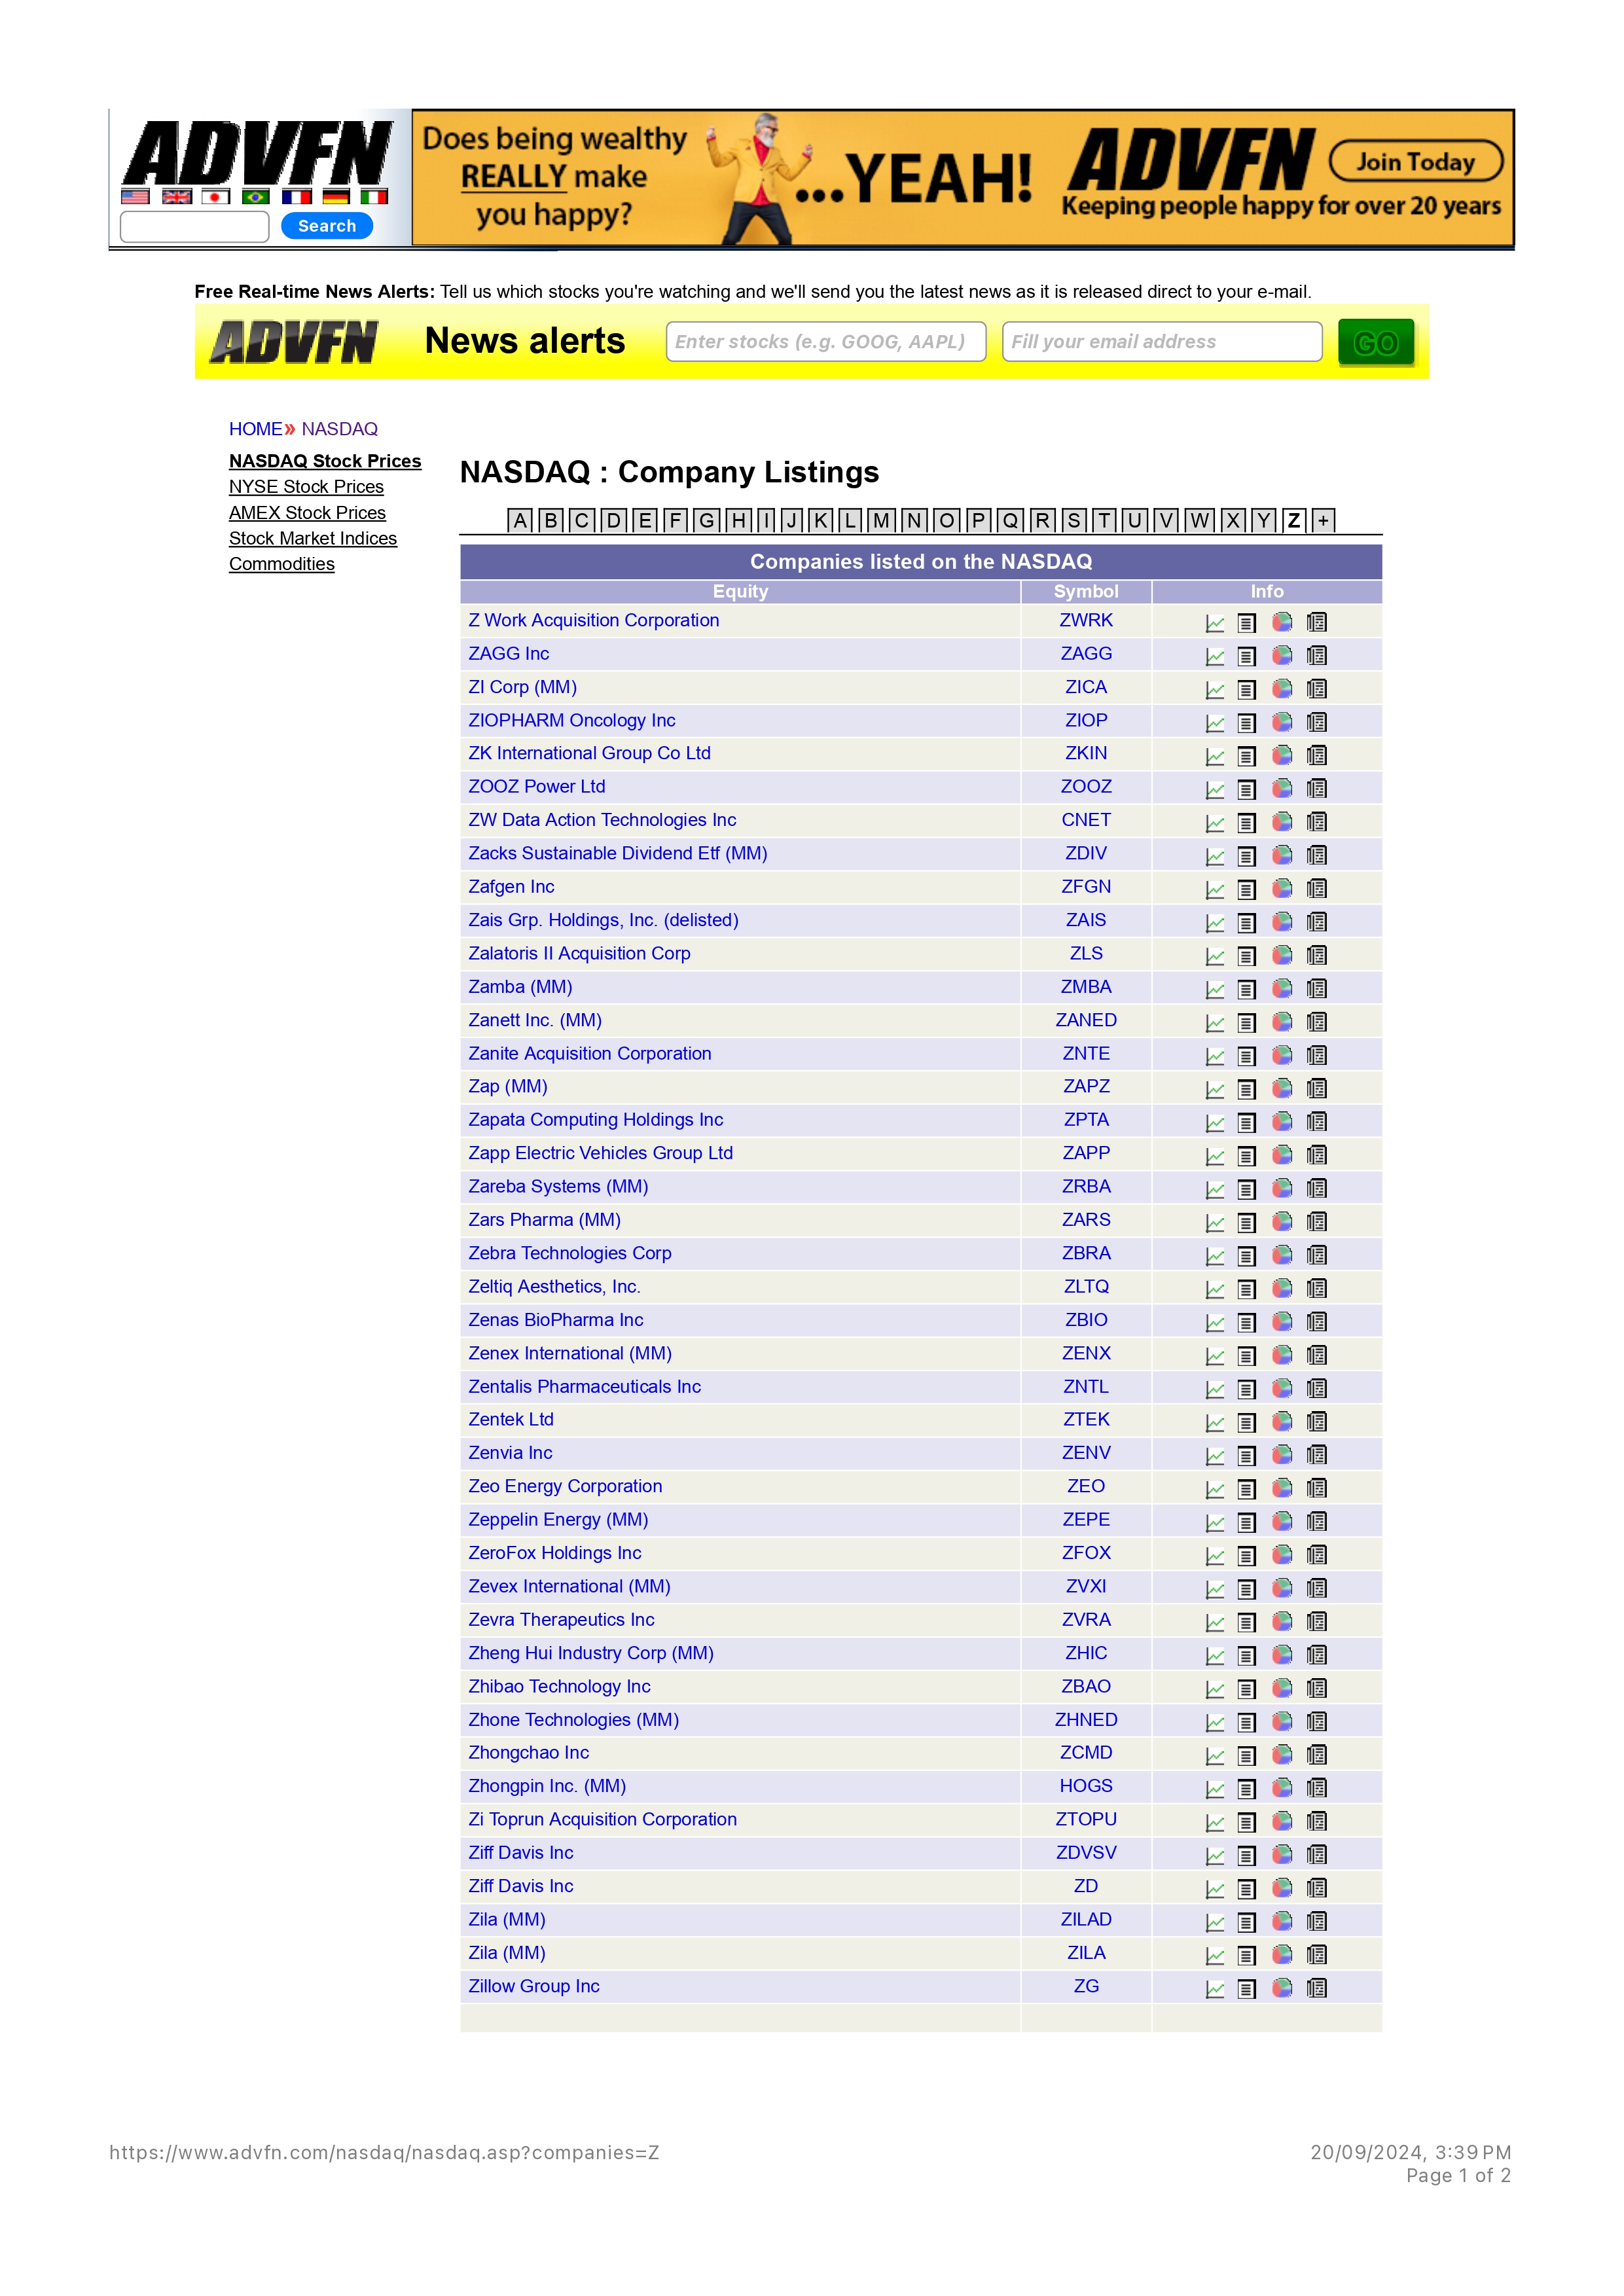 ADVFN
Search
Does being wealthy
REALLY make
you happy?
...YEAH!
ADVFN
Join Today
Keeping people happy for over 20 years
Free Real-time News Alerts: Tell us which stocks you're watching and we'll send you the latest news as it is released direct to your e-mail.
ADVFN News alerts Enter stocks (e.g. GOOG, AAPL) Fill your email address GO
HOME» NASDAQ
NASDAQ Stock Prices
NYSE Stock Prices
AMEX Stock Prices
Stock Market Indices
Commodities
NASDAQ : Company Listings
A B C D E F G H I J K L M N O P Q R S T U V W X Y Z +
Companies listed on the NASDAQ
Equity Symbol Info
Z Work Acquisition Corporation ZWRK
ZAGG Inc ZAGG
ZI Corp (MM) ZICA
ZIOPHARM Oncology Inc ZIOP
ZK International Group Co Ltd ZKIN
ZOOZ Power Ltd ZOOZ
ZW Data Action Technologies Inc CNET
Zacks Sustainable Dividend Etf (MM) ZDIV
Zafgen Inc ZFGN
Zais Grp. Holdings, Inc. (delisted) ZAIS
Zalatoris II Acquisition Corp ZLS
Zamba (MM) ZMBA
Zanett Inc. (MM) ZANED
Zanite Acquisition Corporation ZNTE
Zap (MM) ZAPZ
Zapata Computing Holdings Inc ZPTA
Zapp Electric Vehicles Group Ltd ZAPP
Zareba Systems (MM) ZRBA
Zars Pharma (MM) ZARS
Zebra Technologies Corp ZBRA
Zeltiq Aesthetics, Inc. ZLTQ
Zenas BioPharma Inc ZBIO
Zenex International (MM) ZENX
Zentalis Pharmaceuticals Inc ZNTL
Zentek Ltd ZTEK
Zenvia Inc ZENV
Zeo Energy Corporation ZEO
Zeppelin Energy (MM) ZEPE
ZeroFox Holdings Inc ZFOX
Zevex International (MM) ZVXI
Zevra Therapeutics Inc ZVRA
Zheng Hui Industry Corp (MM) ZHIC
Zhibao Technology Inc ZBAO
Zhone Technologies (MM) ZHNED
Zhongchao Inc ZCMD
Zhongpin Inc. (MM) HOGS
Zi Toprun Acquisition Corporation ZTOPU
Ziff Davis Inc ZDVSV
Ziff Davis Inc ZD
Zila (MM) ZILAD
Zila (MM) ZILA
Zillow Group Inc ZG
https://www.advfn.com/nasdaq/nasdaq.asp?companies=Z 20/09/2024, 3:39 PM
Page 1 of 2